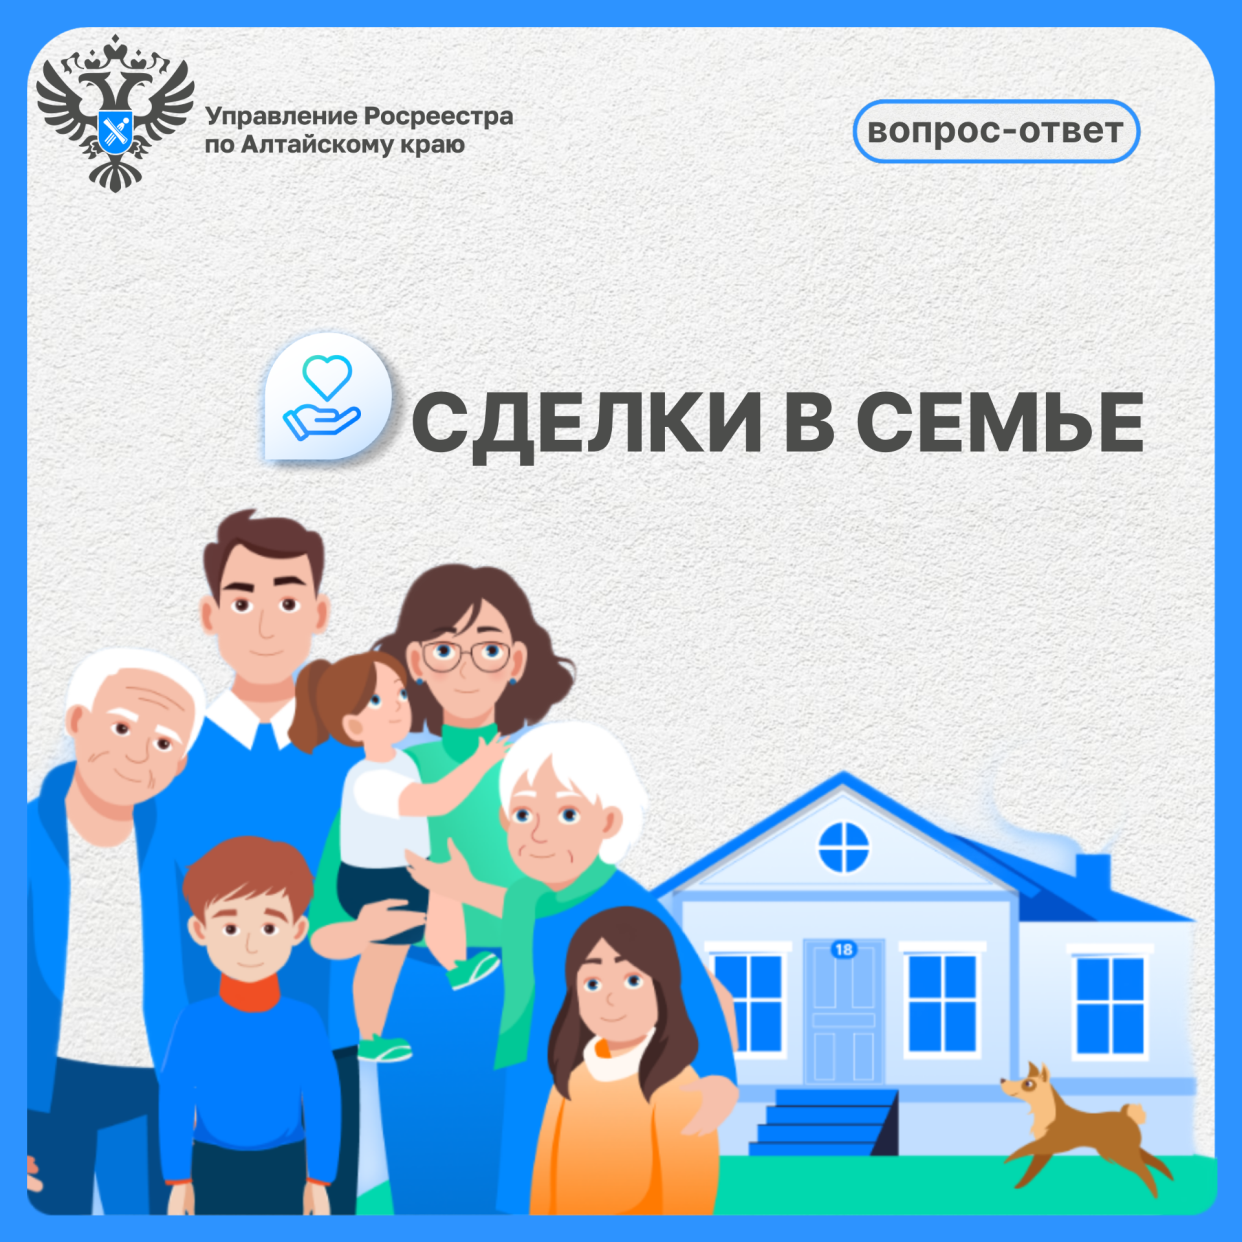 Управление Росреестра
по Алтайскому краю
вопрос-ответ
СДЕЛКИ В СЕМЬЕ
18